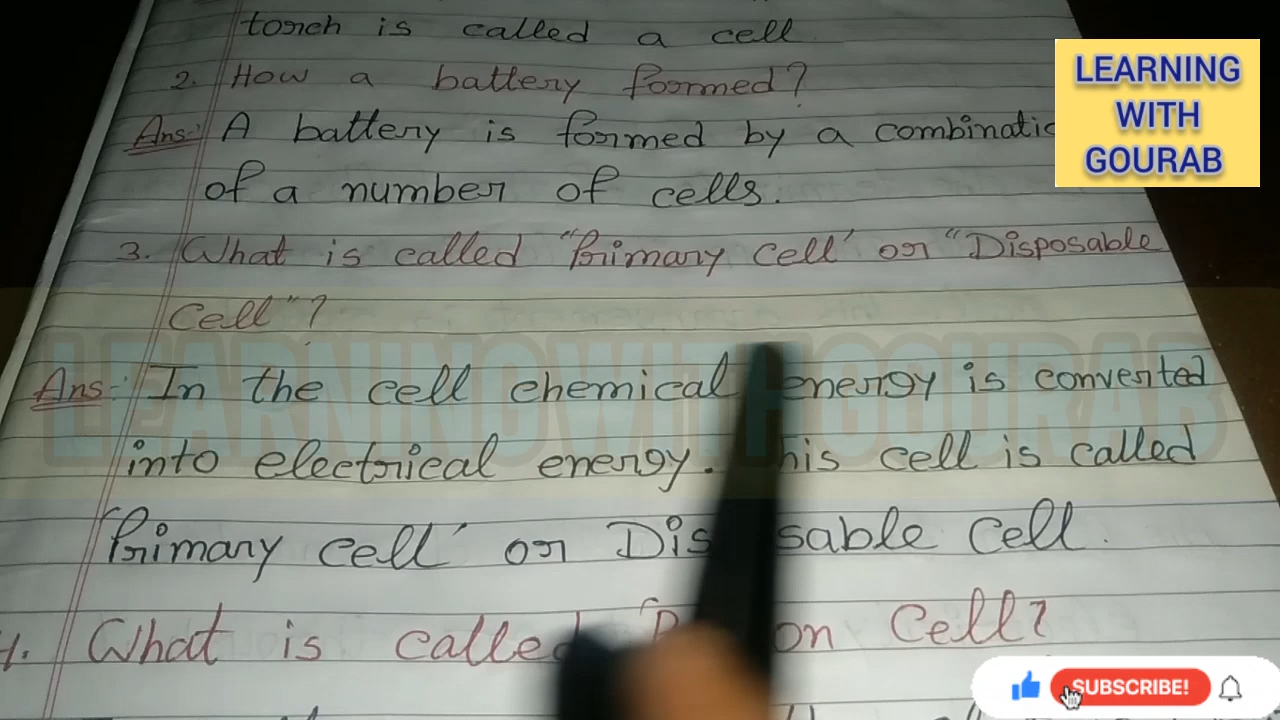 torch is called a cell
2. How a battery formed?
Ans:- A battery is formed by a combinatio
of a number of cells.
3. What is called "Primary Cell" or "Disposable
Cell"?
Ans:- In the cell chemical energy is converted
into electrical energy. his cell is called
"Primary Cell" or Dis sable Cell.
4. What is called on Cell?
LEARNING
WITH
GOURAB
LEARNINGWITHGOURAB
SUBSCRIBE!